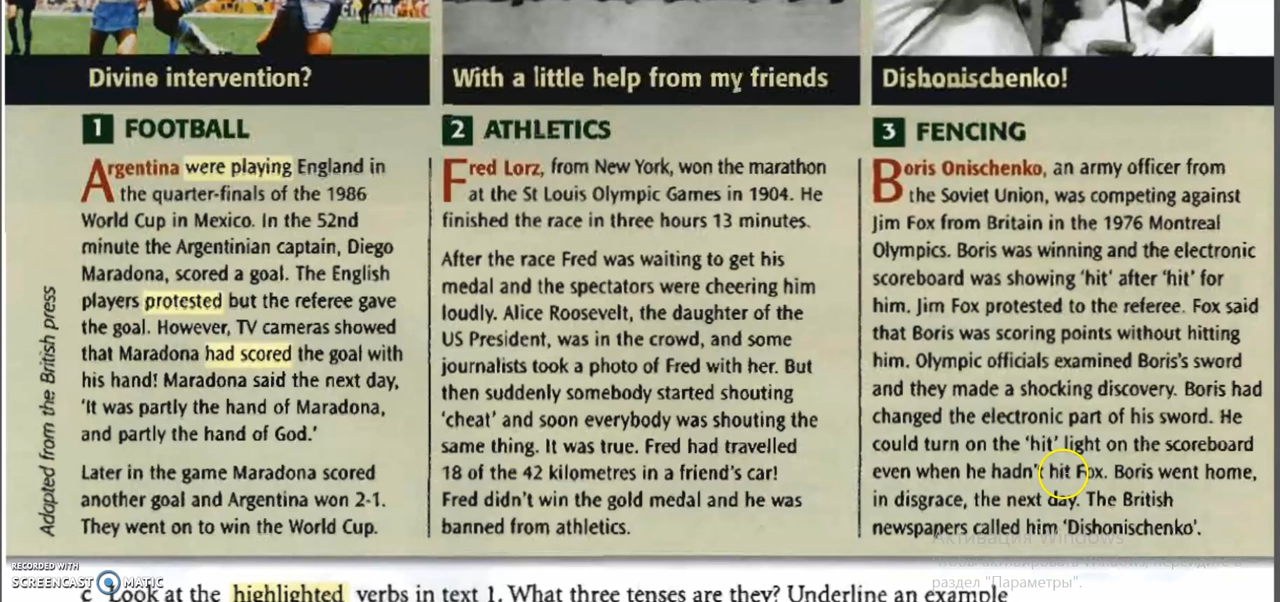 Divine intervention?
1 FOOTBALL
Argentina were playing England in
the quarter-finals of the 1986
World Cup in Mexico. In the 52nd
minute the Argentinian captain, Diego
Maradona, scored a goal. The English
players protested but the referee gave
the goal. However, TV cameras showed
that Maradona had scored the goal with
his hand! Maradona said the next day,
‘It was partly the hand of Maradona,
and partly the hand of God.’
Later in the game Maradona scored
another goal and Argentina won 2-1.
They went on to win the World Cup.
Adapted from the British press
With a little help from my friends
2 ATHLETICS
Fred Lorz, from New York, won the marathon
at the St Louis Olympic Games in 1904. He
finished the race in three hours 13 minutes.
After the race Fred was waiting to get his
medal and the spectators were cheering him
loudly. Alice Roosevelt, the daughter of the
US President, was in the crowd, and some
journalists took a photo of Fred with her. But
then suddenly somebody started shouting
‘cheat’ and soon everybody was shouting the
same thing. It was true. Fred had travelled
18 of the 42 kilometres in a friend’s car!
Fred didn’t win the gold medal and he was
banned from athletics.
Dishonischenko!
3 FENCING
Boris Onischenko, an army officer from
the Soviet Union, was competing against
Jim Fox from Britain in the 1976 Montreal
Olympics. Boris was winning and the electronic
scoreboard was showing ‘hit’ after ‘hit’ for
him. Jim Fox protested to the referee. Fox said
that Boris was scoring points without hitting
him. Olympic officials examined Boris’s sword
and they made a shocking discovery. Boris had
changed the electronic part of his sword. He
could turn on the ‘hit’ light on the scoreboard
even when he hadn’t hit Fox. Boris went home,
in disgrace, the next day. The British
newspapers called him ‘Dishonischenko’.
Активация Windows
раздел "Параметры".
RECORDED WITH
SCREENCAST MATIC
c Look at the highlighted verbs in text 1. What three tenses are they? Underline an example